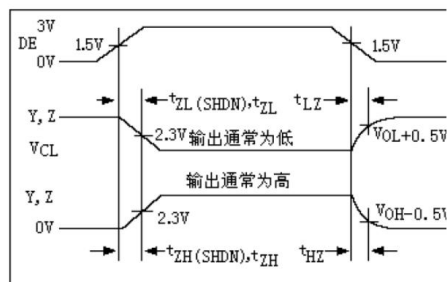 3V
DE
1.5V
1.5V
0V
tZL(SHDN),tZL
tLZ
Y,Z
2.3V
输出通常为低
VOL+0.5V
VCL
输出通常为高
Y,Z
2.3V
VOH-0.5V
0V
tZH(SHDN),tZH
tHZ